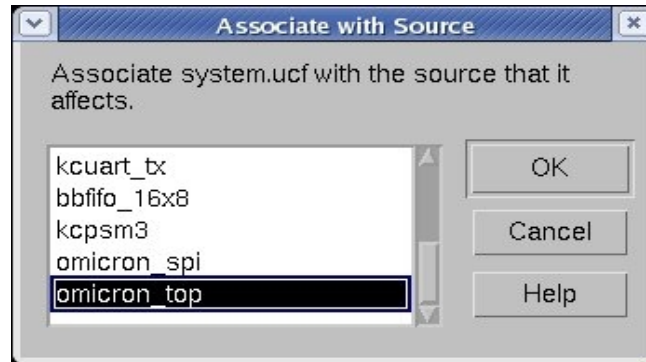 Associate with Source
Associate system.ucf with the source that it
affects.
kcuart_tx
bbfifo_16x8
kcpsm3
omicron_spi
omicron_top
OK
Cancel
Help